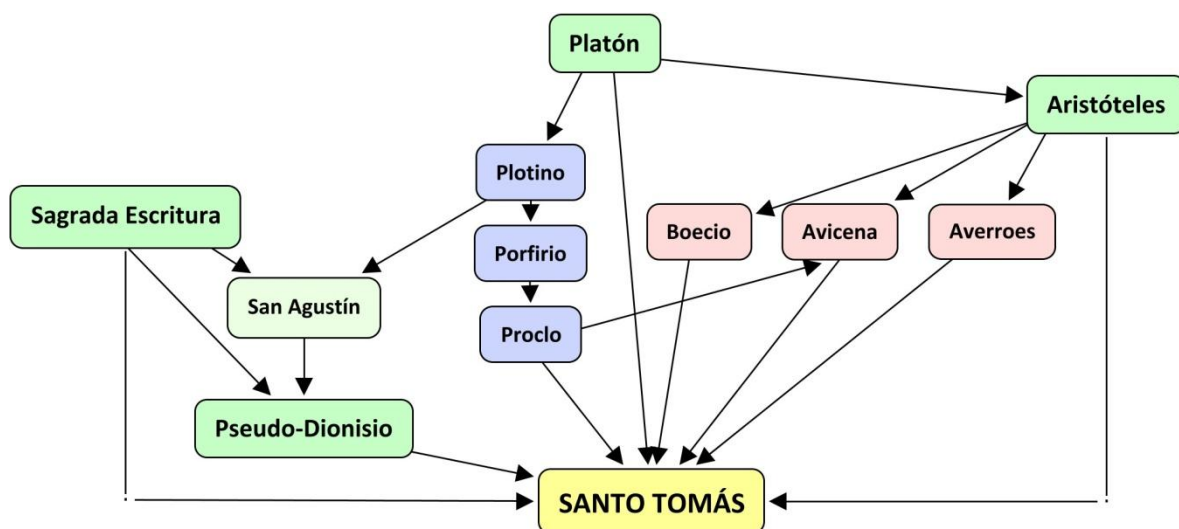 Platón
Aristóteles
Plotino
Sagrada Escritura
Boecio
Avicena
Averroes
Porfirio
San Agustín
Proclo
Pseudo-Dionisio
SANTO TOMÁS